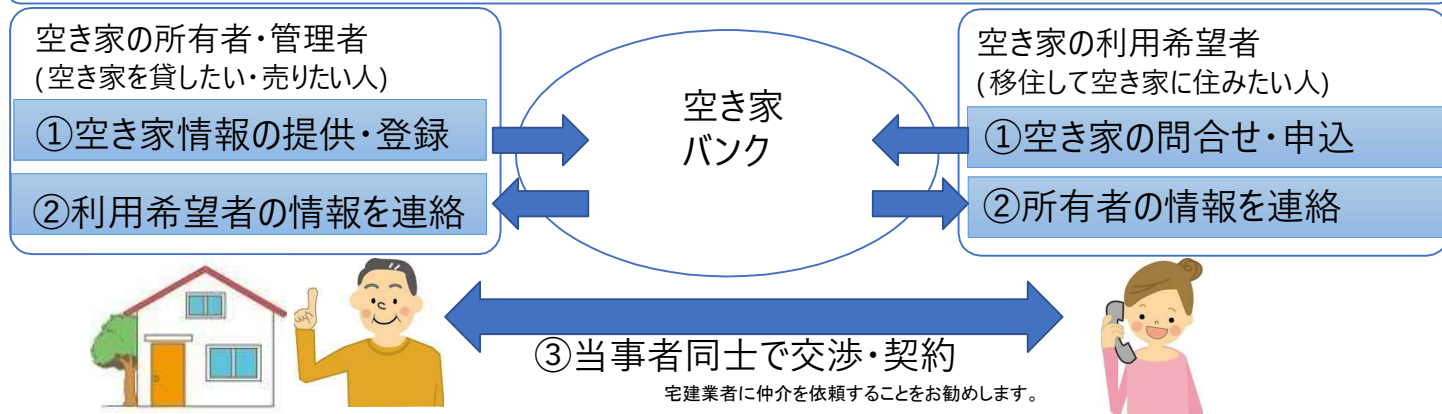 空き家の所有者・管理者
(空き家を貸したい・売りたい人)
①空き家情報の提供・登録
②利用希望者の情報を連絡
空き家
バンク
空き家の利用希望者
(移住して空き家に住みたい人)
①空き家の問合せ・申込
②所有者の情報を連絡
③当事者同士で交渉・契約
宅建業者に仲介を依頼することをお勧めします。